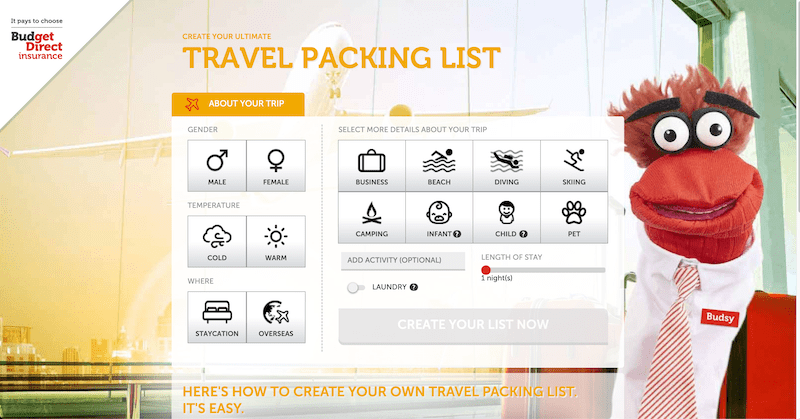 It pays to choose
Budget
Direct
insurance
CREATE YOUR ULTIMATE
TRAVEL PACKING LIST
ABOUT YOUR TRIP
GENDER
MALE
FEMALE
TEMPERATURE
COLD
WARM
WHERE
STAYCATION
OVERSEAS
SELECT MORE DETAILS ABOUT YOUR TRIP
BUSINESS
BEACH
DIVING
SKIING
CAMPING
INFANT ?
CHILD ?
PET
ADD ACTIVITY (OPTIONAL)
LENGTH OF STAY
1 night(s)
LAUNDRY ?
CREATE YOUR LIST NOW
Budsy
HERE'S HOW TO CREATE YOUR OWN TRAVEL PACKING LIST.
IT'S EASY.